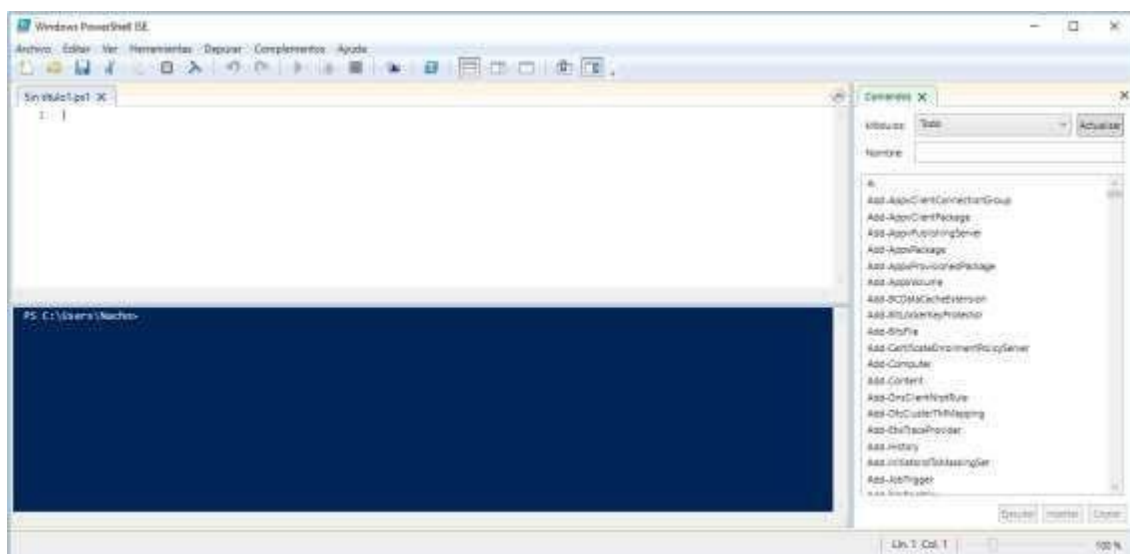 Windows PowerShell ISE
Archivo Editar Ver Herramientas Depurar Complementos Ayuda
Sin título1.ps1 X
1
PS C:\Users\Nacho>
Comandos X
Módulos: Todo Actualizar
Nombre:
A:
Add-AppvClientConnectionGroup
Add-AppvClientPackage
Add-AppvPublishingServer
Add-AppxPackage
Add-AppxProvisionedPackage
Add-AppxVolume
Add-BCDataCacheExtension
Add-BitLockerKeyProtector
Add-BitsFile
Add-CertificateEnrollmentPolicyServer
Add-Computer
Add-Content
Add-DnsClientNrptRule
Add-DtcClusterTMMapping
Add-EtwTraceProvider
Add-History
Add-InitiatorIdToMaskingSet
Add-JobTrigger
Ejecutar Insertar Copiar
Lín. 1 Col. 1 100 %